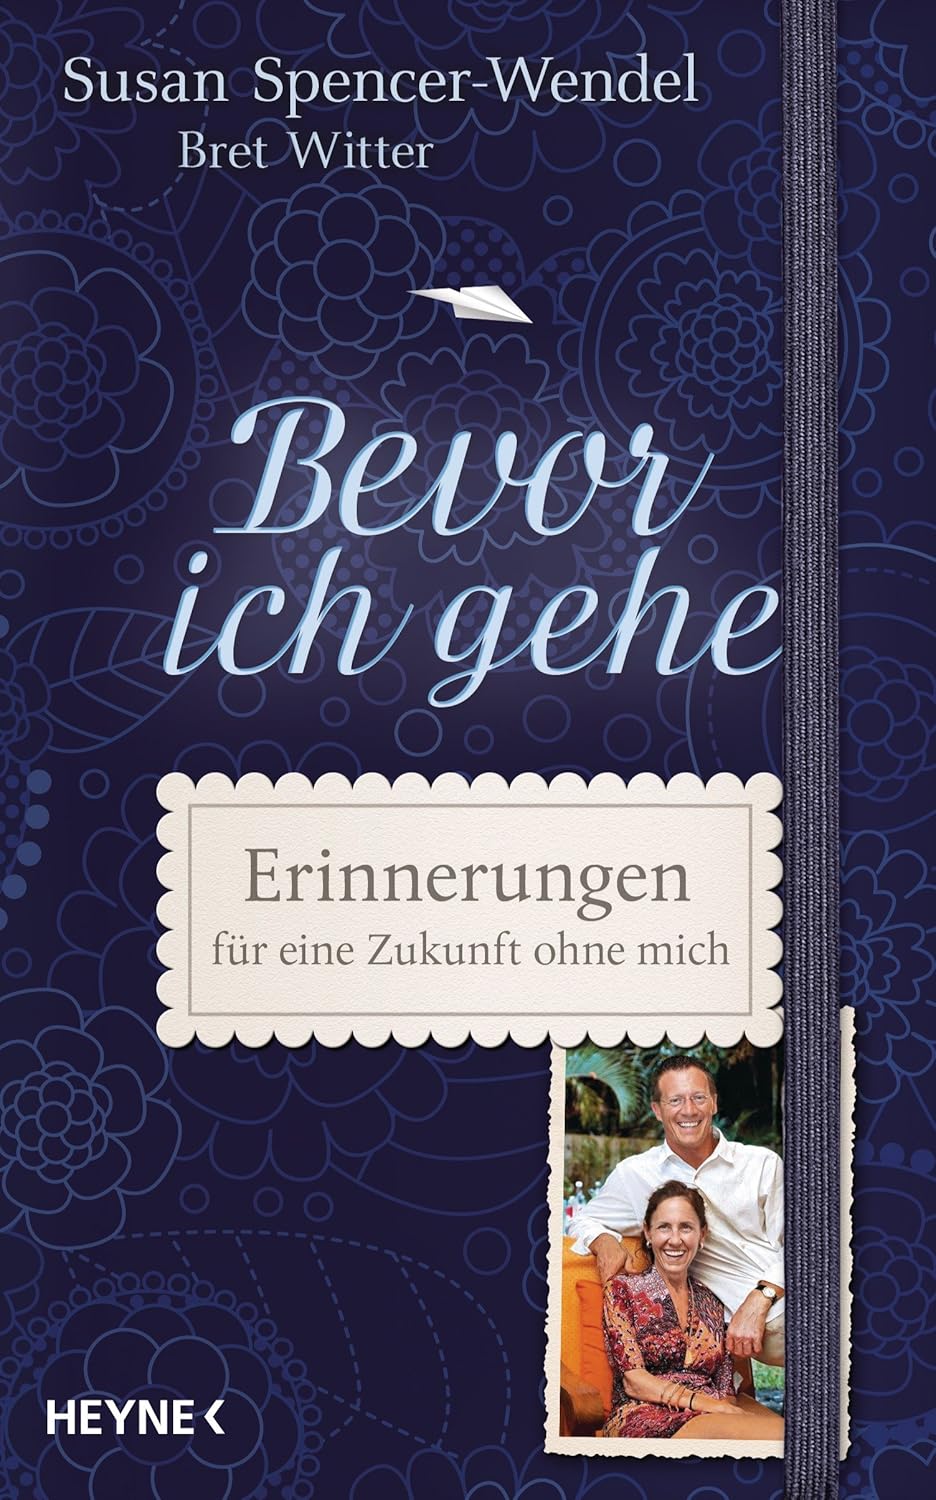 Susan Spencer-Wendel
Bret Witter
Bevor
ich gehe
Erinnerungen
für eine Zukunft ohne mich
HEYNE